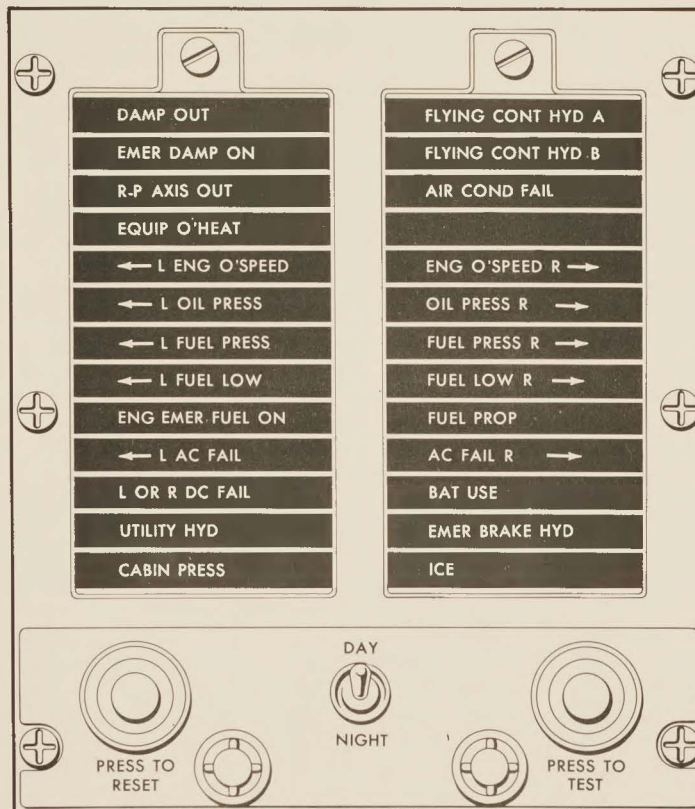 DAMP OUT
EMER DAMP ON
R-P AXIS OUT
EQUIP O'HEAT
← L ENG O'SPEED
← L OIL PRESS
← L FUEL PRESS
← L FUEL LOW
ENG EMER FUEL ON
← L AC FAIL
L OR R DC FAIL
UTILITY HYD
CABIN PRESS
FLYING CONT HYD A
FLYING CONT HYD B
AIR COND FAIL
ENG O'SPEED R →
OIL PRESS R →
FUEL PRESS R →
FUEL LOW R →
FUEL PROP
AC FAIL R →
BAT USE
EMER BRAKE HYD
ICE
PRESS TO
RESET
DAY
NIGHT
PRESS TO
TEST